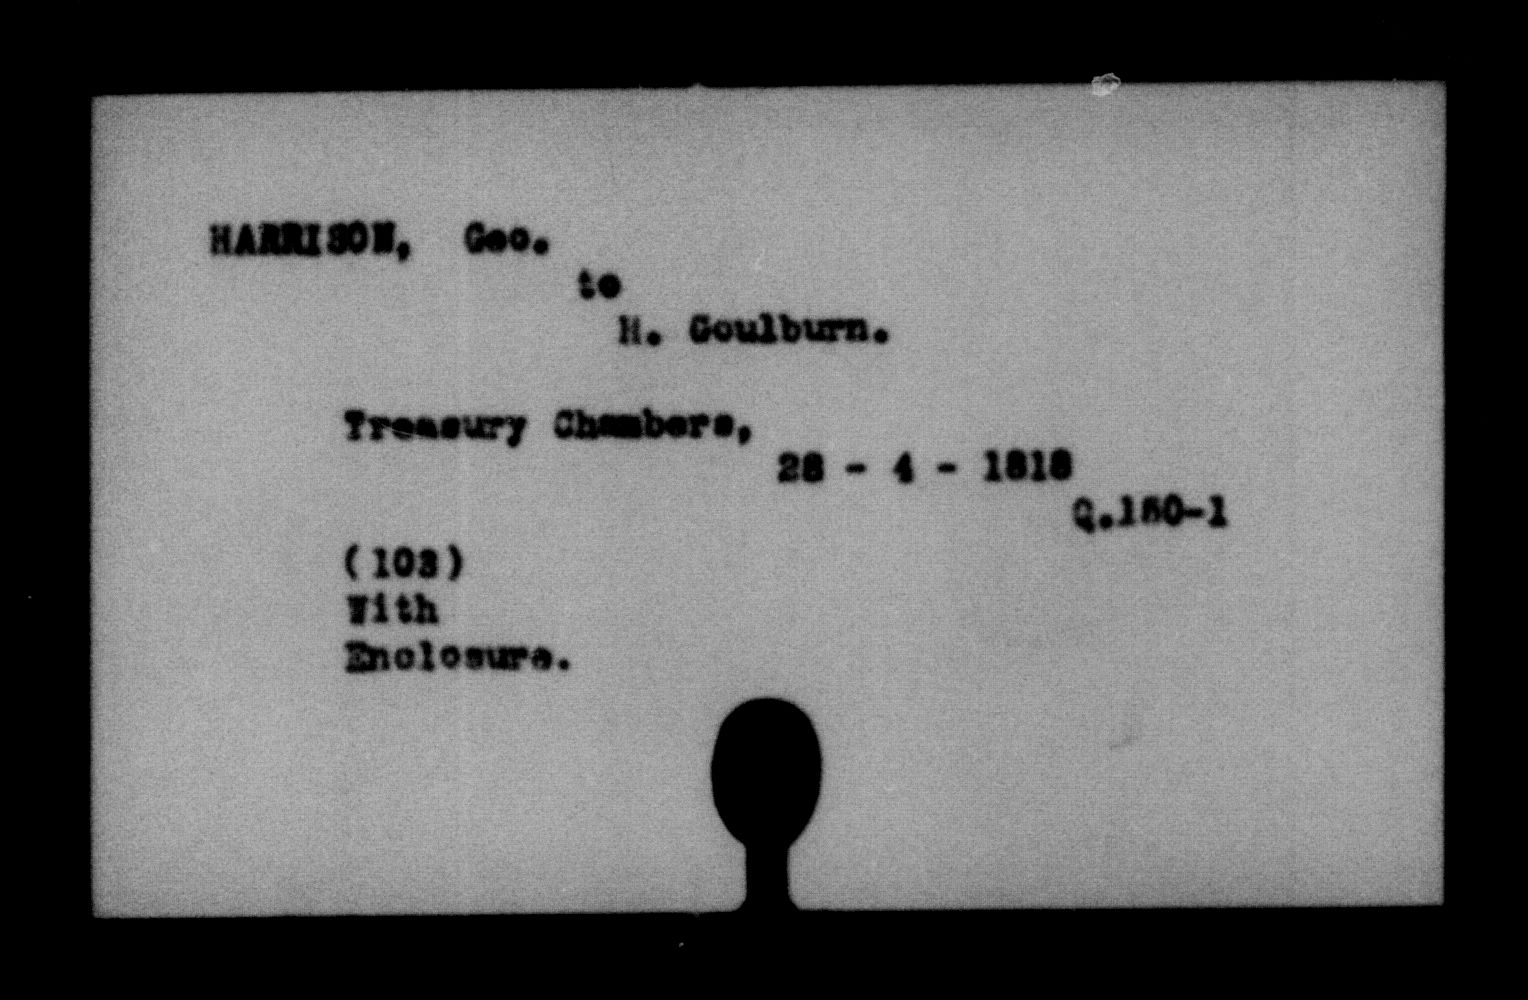 HARRISON, Geo.
to
H. Goulburn.
Treasury Chambers,
28 - 4 - 1818
Q.150-1
(103)
With
Enclosure.